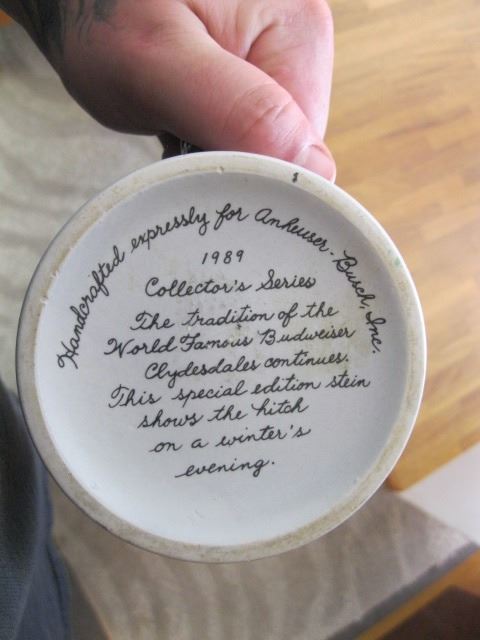 Handcrafted expressly for Anheuser-Busch, Inc.
1989
Collector's Series
The tradition of the
World Famous Budweiser
Clydesdales continues.
This special edition stein
shows the hitch
on a winter's
evening.